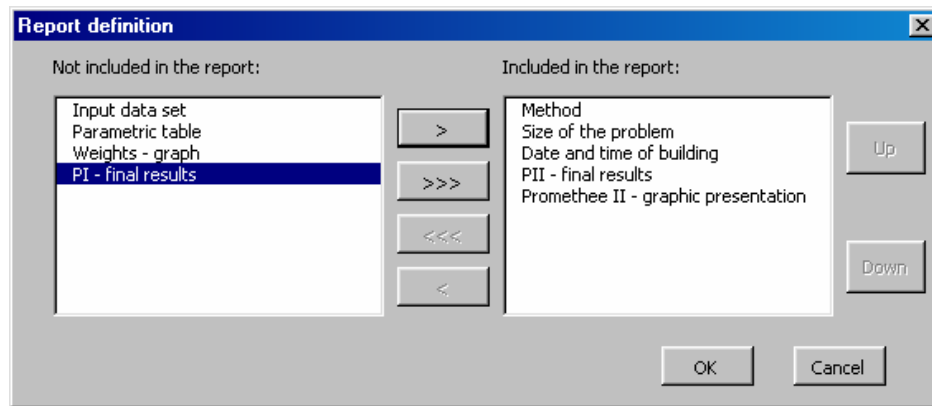 Report definition
Not included in the report:
Included in the report:
Input data set
Parametric table
Weights - graph
PI - final results
>
>>>
<<<
<
Method
Size of the problem
Date and time of building
PII - final results
Promethee II - graphic presentation
Up
Down
OK
Cancel